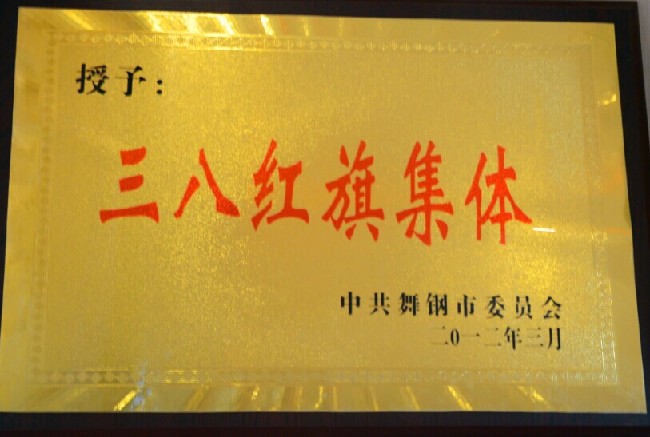 授予：
三八红旗集体
中共舞钢市委员会
二0一二年三月